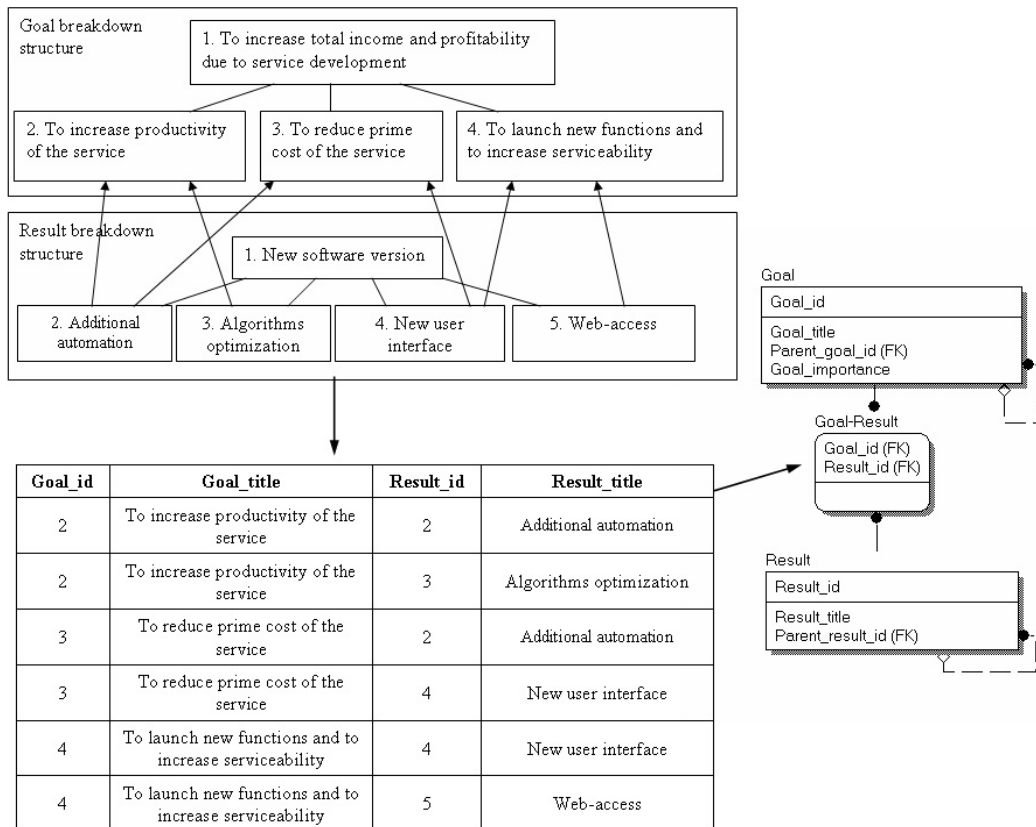 Goal breakdown
structure
1. To increase total income and profitability
due to service development
2. To increase productivity
of the service
3. To reduce prime
cost of the service
4. To launch new functions and
to increase serviceability
Result breakdown
structure
1. New software version
2. Additional
automation
3. Algorithms
optimization
4. New user
interface
5. Web-access
Goal_id Goal_title Result_id Result_title
2 To increase productivity of the
service 2 Additional automation
2 To increase productivity of the
service 3 Algorithms optimization
3 To reduce prime cost of the
service 2 Additional automation
3 To reduce prime cost of the
service 4 New user interface
4 To launch new functions and to
increase serviceability 4 New user interface
4 To launch new functions and to
increase serviceability 5 Web-access
Goal
Goal_id
Goal_title
Parent_goal_id (FK)
Goal_importance
Goal-Result
Goal_id (FK)
Result_id (FK)
Result
Result_id
Result_title
Parent_result_id (FK)